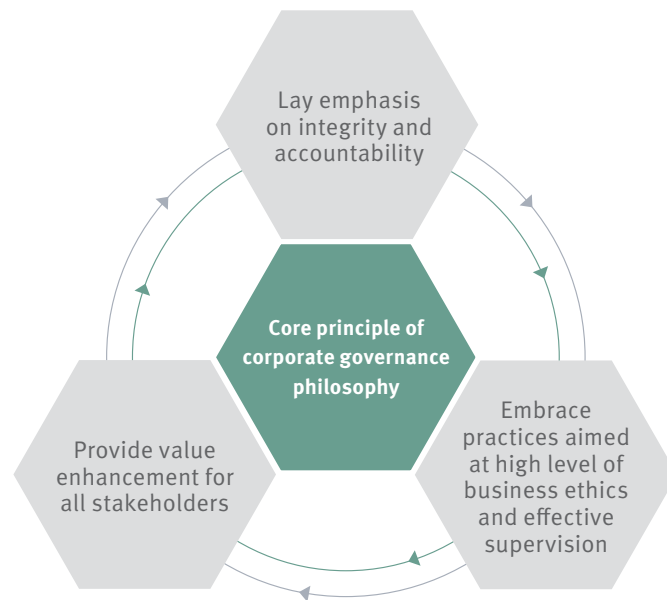 Lay emphasis
on integrity and
accountability
Core principle of
corporate governance
philosophy
Provide value
enhancement for
all stakeholders
Embrace
practices aimed
at high level of
business ethics
and effective
supervision